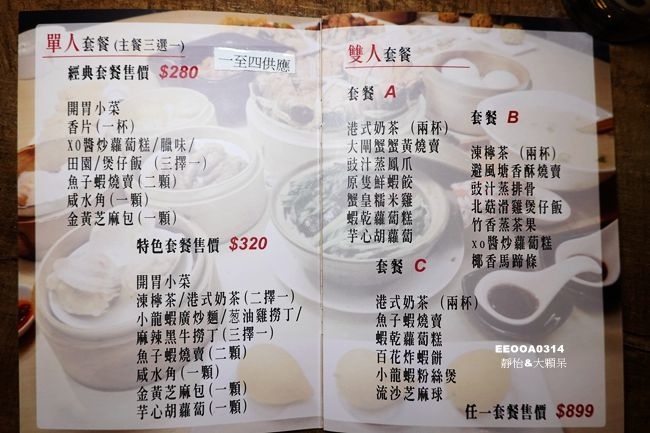 單人套餐(主餐三選一)
一至四供應
經典套餐售價 $280
開胃小菜
香片(一杯)
XO醬炒蘿蔔糕/臘味/
田園/煲仔飯 (三擇一)
魚子蝦燒賣(二顆)
咸水角(一顆)
金黃芝麻包(一顆)
特色套餐售價 $320
開胃小菜
凍檸茶/港式奶茶(二擇一)
小龍蝦廣炒麵/葱油雞撈丁/
麻辣黑牛撈丁(三擇一)
魚子蝦燒賣(二顆)
咸水角(一顆)
金黃芝麻包(一顆)
芋心胡蘿蔔(一顆)
雙人套餐
套餐 A
港式奶茶 (兩杯)
大閘蟹蟹黃燒賣
豉汁蒸鳳爪
原隻鮮蝦餃
蟹皇糯米雞
蝦乾蘿蔔糕
芋心胡蘿蔔
套餐 B
凍檸茶 (兩杯)
避風塘香酥燒賣
豉汁蒸排骨
北菇滑雞煲仔飯
竹香蒸茶果
xo醬炒蘿蔔糕
椰香馬蹄條
套餐 C
港式奶茶 (兩杯)
魚子蝦燒賣
蝦乾蘿蔔糕
百花炸蝦餅
小龍蝦粉絲煲
流沙芝麻球
任一套餐售價 $899
EEOOA0314
靜怡&大顆呆